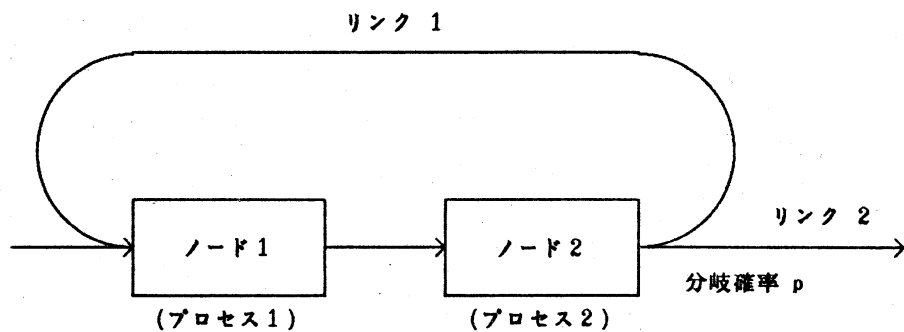 リンク 1
ノード1
ノード2
リンク 2
分岐確率 p
(プロセス1)
(プロセス2)